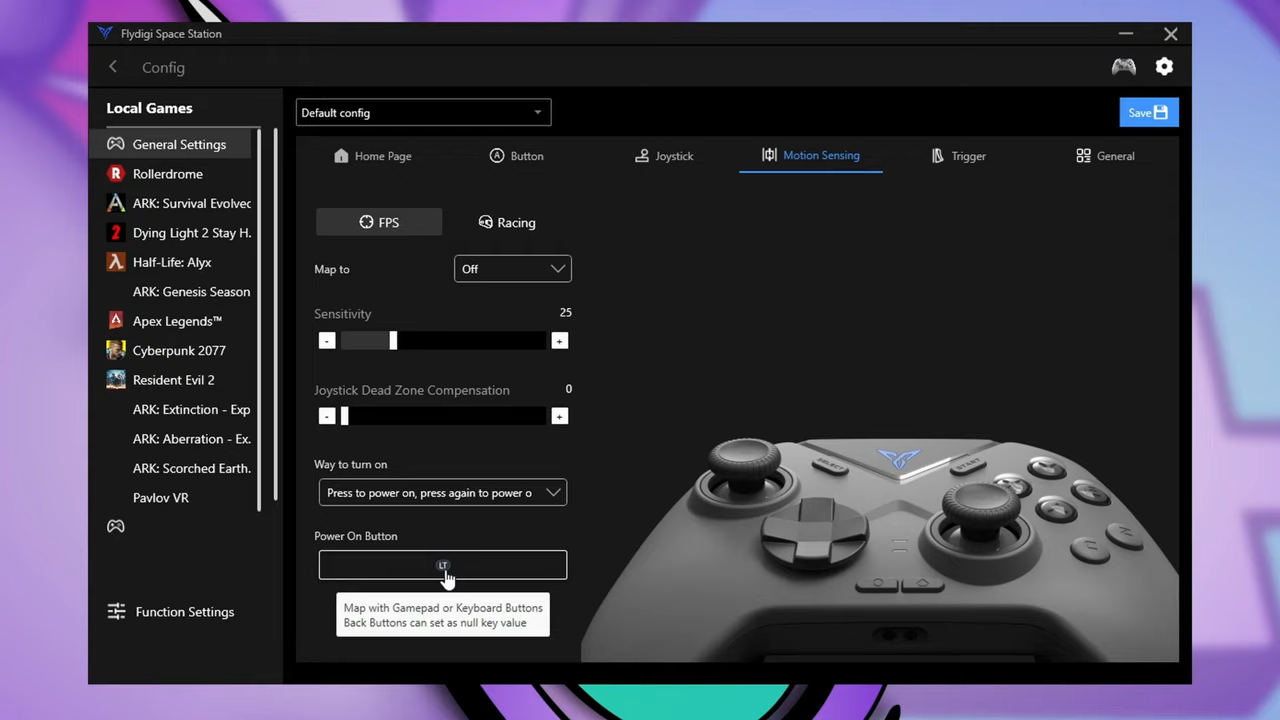 Flydigi Space Station
Config
Local Games
General Settings
Rollerdrome
ARK: Survival Evolved
Dying Light 2 Stay H.
Half-Life: Alyx
ARK: Genesis Season
Apex Legends™
Cyberpunk 2077
Resident Evil 2
ARK: Extinction - Exp
ARK: Aberration - Ex.
ARK: Scorched Earth.
Pavlov VR
Function Settings
Default config
Save
Home Page
A Button
Joystick
Motion Sensing
Trigger
General
FPS
Racing
Map to
Off
Sensitivity
25
-
+
Joystick Dead Zone Compensation
0
-
+
Way to turn on
Press to power on, press again to power o
Power On Button
LT
Map with Gamepad or Keyboard Buttons
Back Buttons can set as null key value
SELECT
START